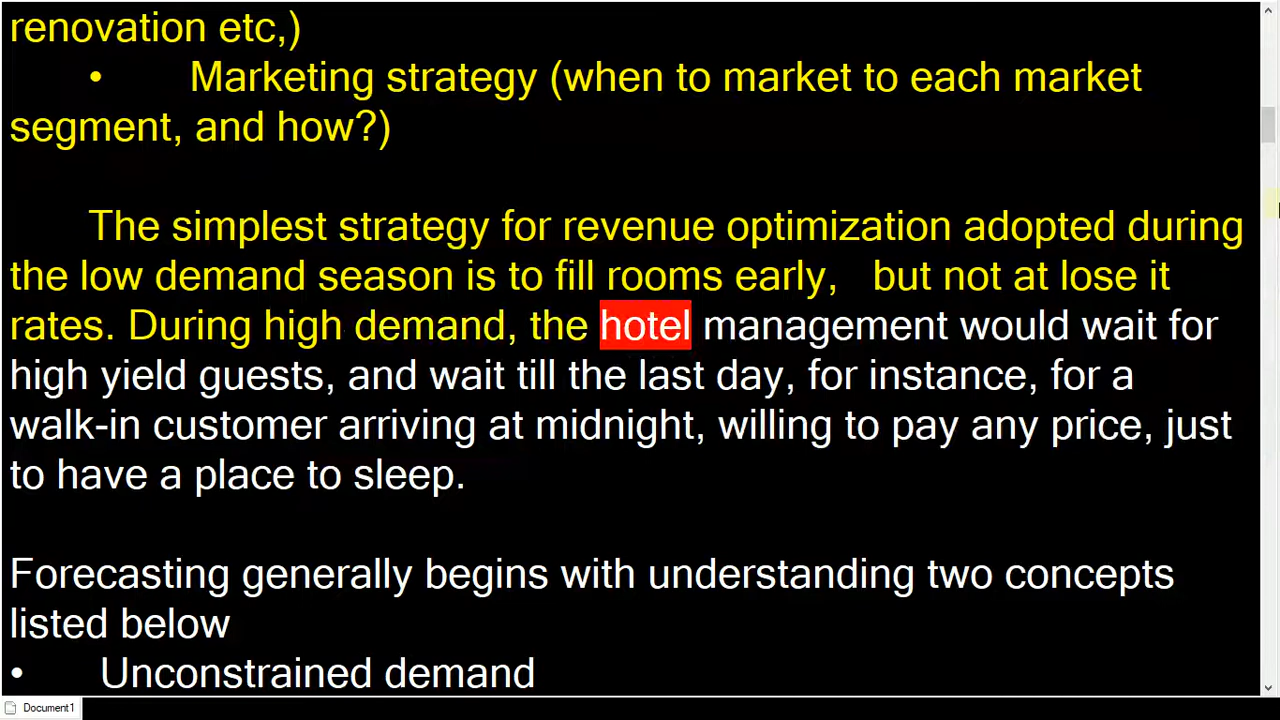 renovation etc,)
• Marketing strategy (when to market to each market
segment, and how?)
The simplest strategy for revenue optimization adopted during
the low demand season is to fill rooms early, but not at lose it
rates. During high demand, the hotel management would wait for
high yield guests, and wait till the last day, for instance, for a
walk-in customer arriving at midnight, willing to pay any price, just
to have a place to sleep.
Forecasting generally begins with understanding two concepts
listed below
• Unconstrained demand
Document1